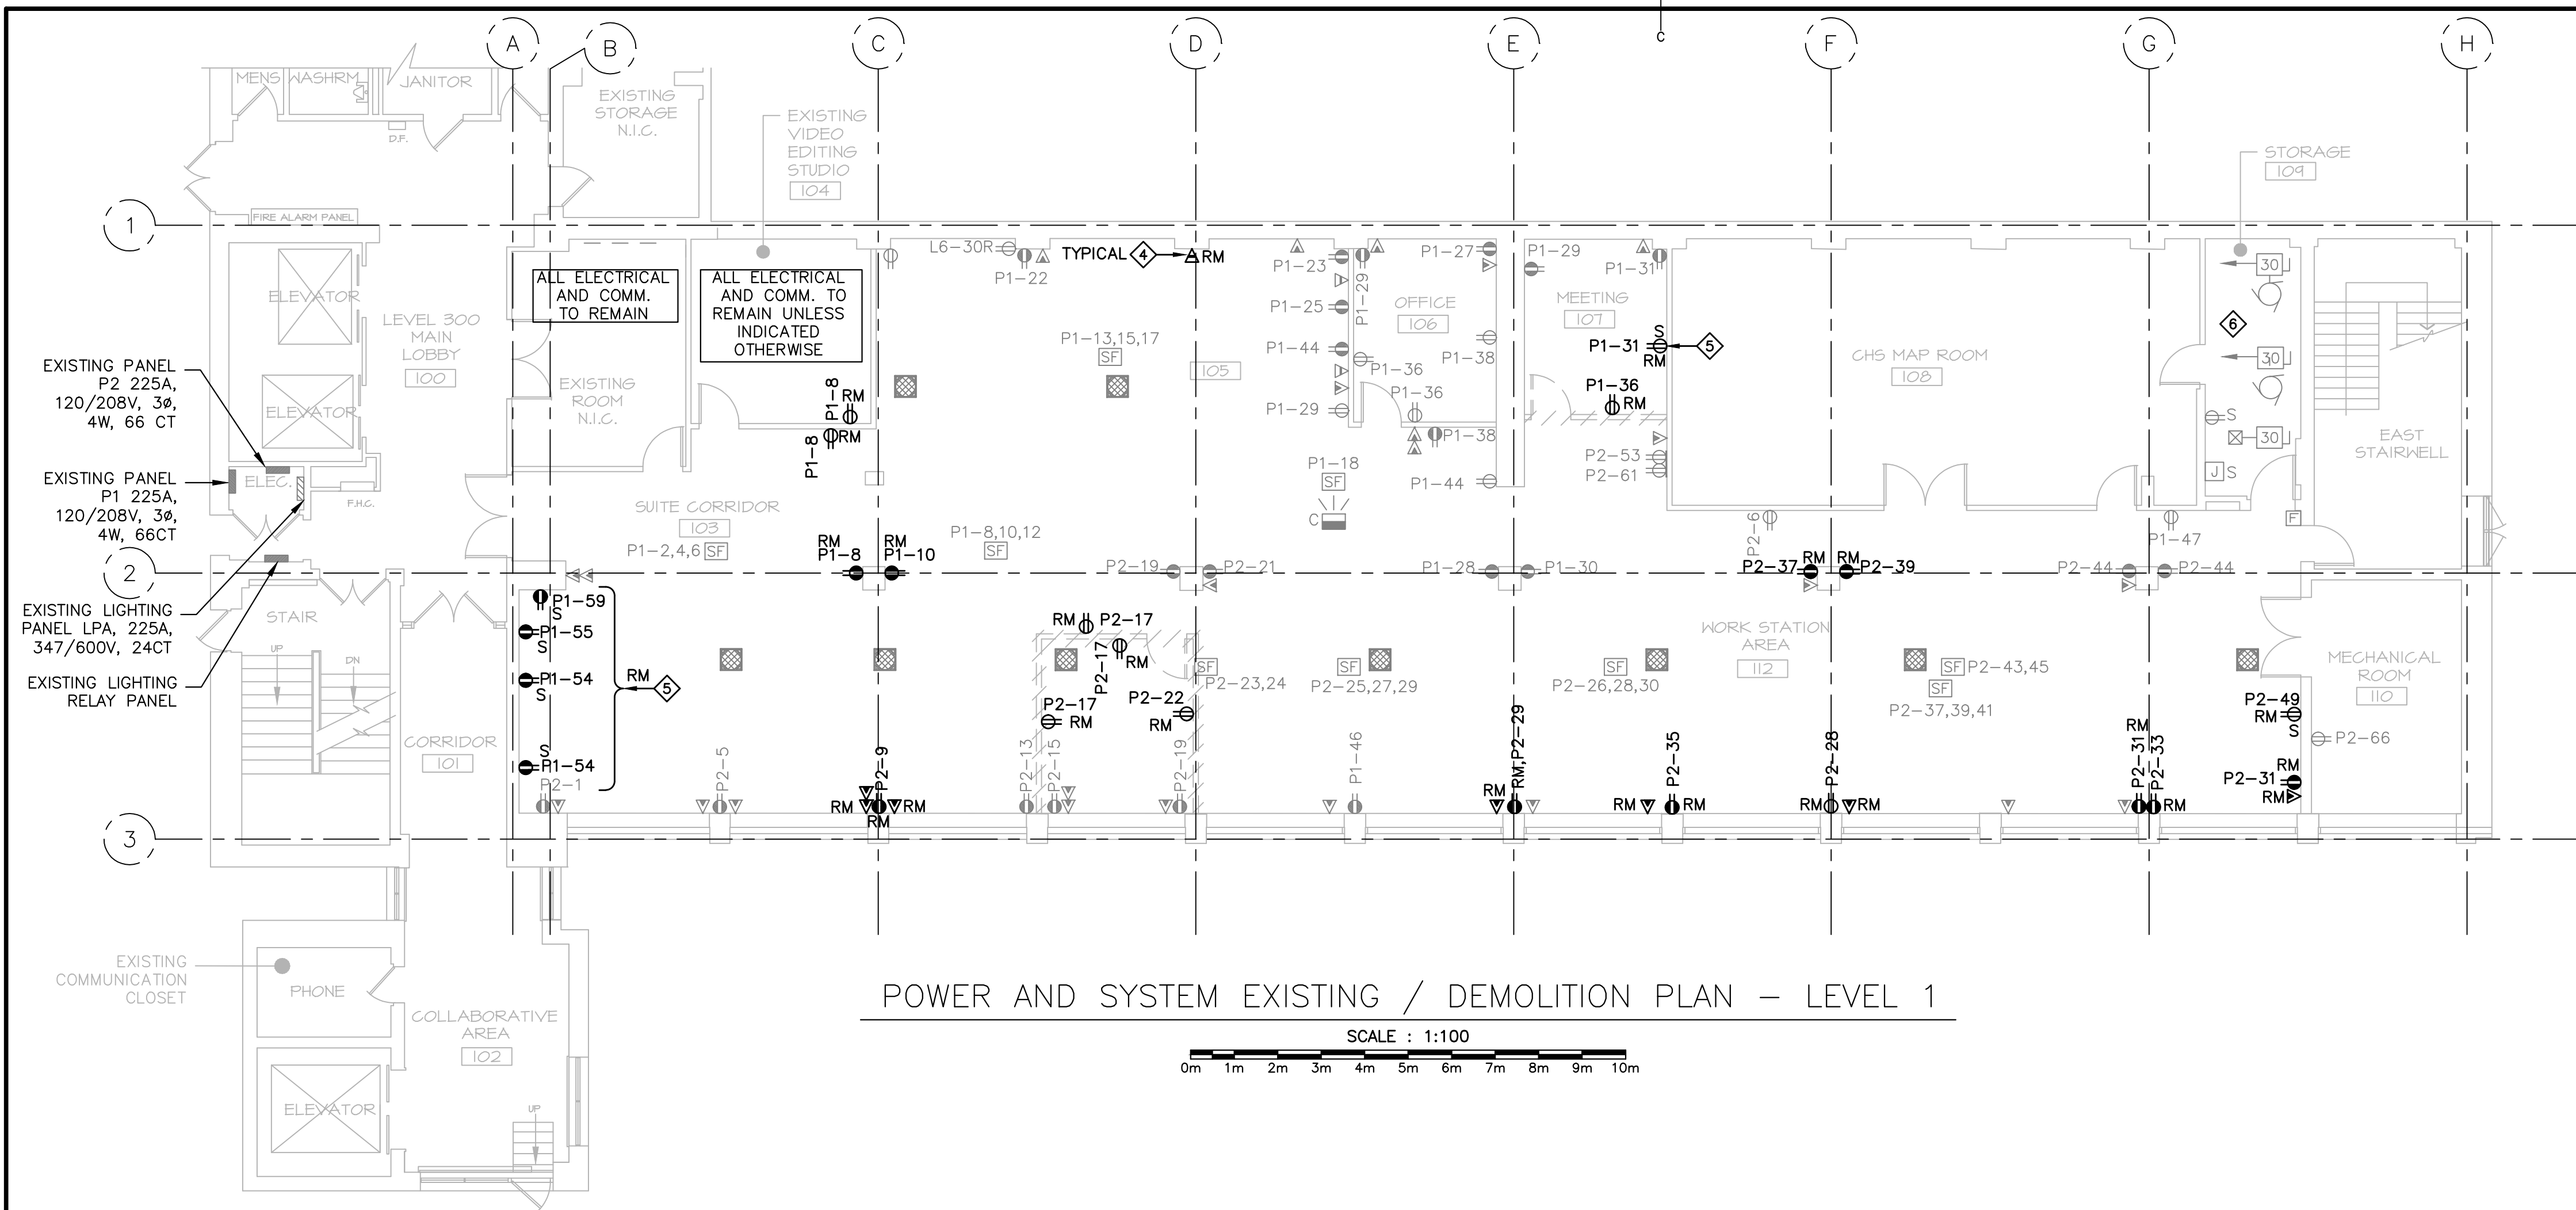 A
B
C
D
E
F
G
H
C
MENS
WASHRM
JANITOR
D.F.
EXISTING
STORAGE
N.I.C.
EXISTING
VIDEO
EDITING
STUDIO
104
STORAGE
109
1
FIRE ALARM PANEL
ELEVATOR
ELEVATOR
LEVEL 300
MAIN
LOBBY
100
ALL ELECTRICAL
AND COMM.
TO REMAIN
ALL ELECTRICAL
AND COMM. TO
REMAIN UNLESS
INDICATED
OTHERWISE
EXISTING
ROOM
N.I.C.
L6-30R
P1-22
TYPICAL
4
RM
P1-13,15,17
SF
105
P1-23
P1-25
P1-44
P1-29
P1-29
OFFICE
106
P1-36
P1-36
P1-38
P1-27
P1-38
P1-44
P1-29
MEETING
107
P1-31
S
P1-31
RM
5
P1-36
RM
P2-53
P2-61
CHS MAP ROOM
108
30
6
30
S
30
J
S
F
EAST
STAIRWELL
EXISTING PANEL
P2 225A,
120/208V, 3ø,
4W, 66 CT
EXISTING PANEL
P1 225A,
120/208V, 3ø,
4W, 66CT
ELEC.
F.H.C.
P1-8
RM
P1-8
RM
SUITE CORRIDOR
103
P1-2,4,6
SF
P1-8,10,12
SF
P1-18
SF
C
P2-6
P1-47
RM
P1-8
RM
P1-10
2
P2-19
P2-21
P1-28
P1-30
RM
P2-37
RM
P2-39
P2-44
P2-44
EXISTING LIGHTING
PANEL LPA, 225A,
347/600V, 24CT
EXISTING LIGHTING
RELAY PANEL
STAIR
UP
DN
CORRIDOR
101
P1-59
S
P1-55
S
P1-54
S
S
P1-54
RM
5
P2-1
P2-5
P2-9
RM
RM
RM
P2-13
P2-15
P2-19
RM
P2-17
P2-17
RM
P2-17
RM
P2-22
RM
SF
P2-23,24
SF
P2-25,27,29
P1-46
SF
P2-26,28,30
RM,P2-29
RM
P2-35
RM
RM
WORK STATION
AREA
112
P2-28
RM
RM
SF
P2-43,45
SF
P2-37,39,41
RM
P2-31
P2-33
RM
P2-49
RM
S
RM
P2-31
RM
P2-66
MECHANICAL
ROOM
110
3
EXISTING
COMMUNICATION
CLOSET
PHONE
COLLABORATIVE
AREA
102
ELEVATOR
UP
POWER AND SYSTEM EXISTING / DEMOLITION PLAN – LEVEL 1
SCALE : 1:100
0m 1m 2m 3m 4m 5m 6m 7m 8m 9m 10m